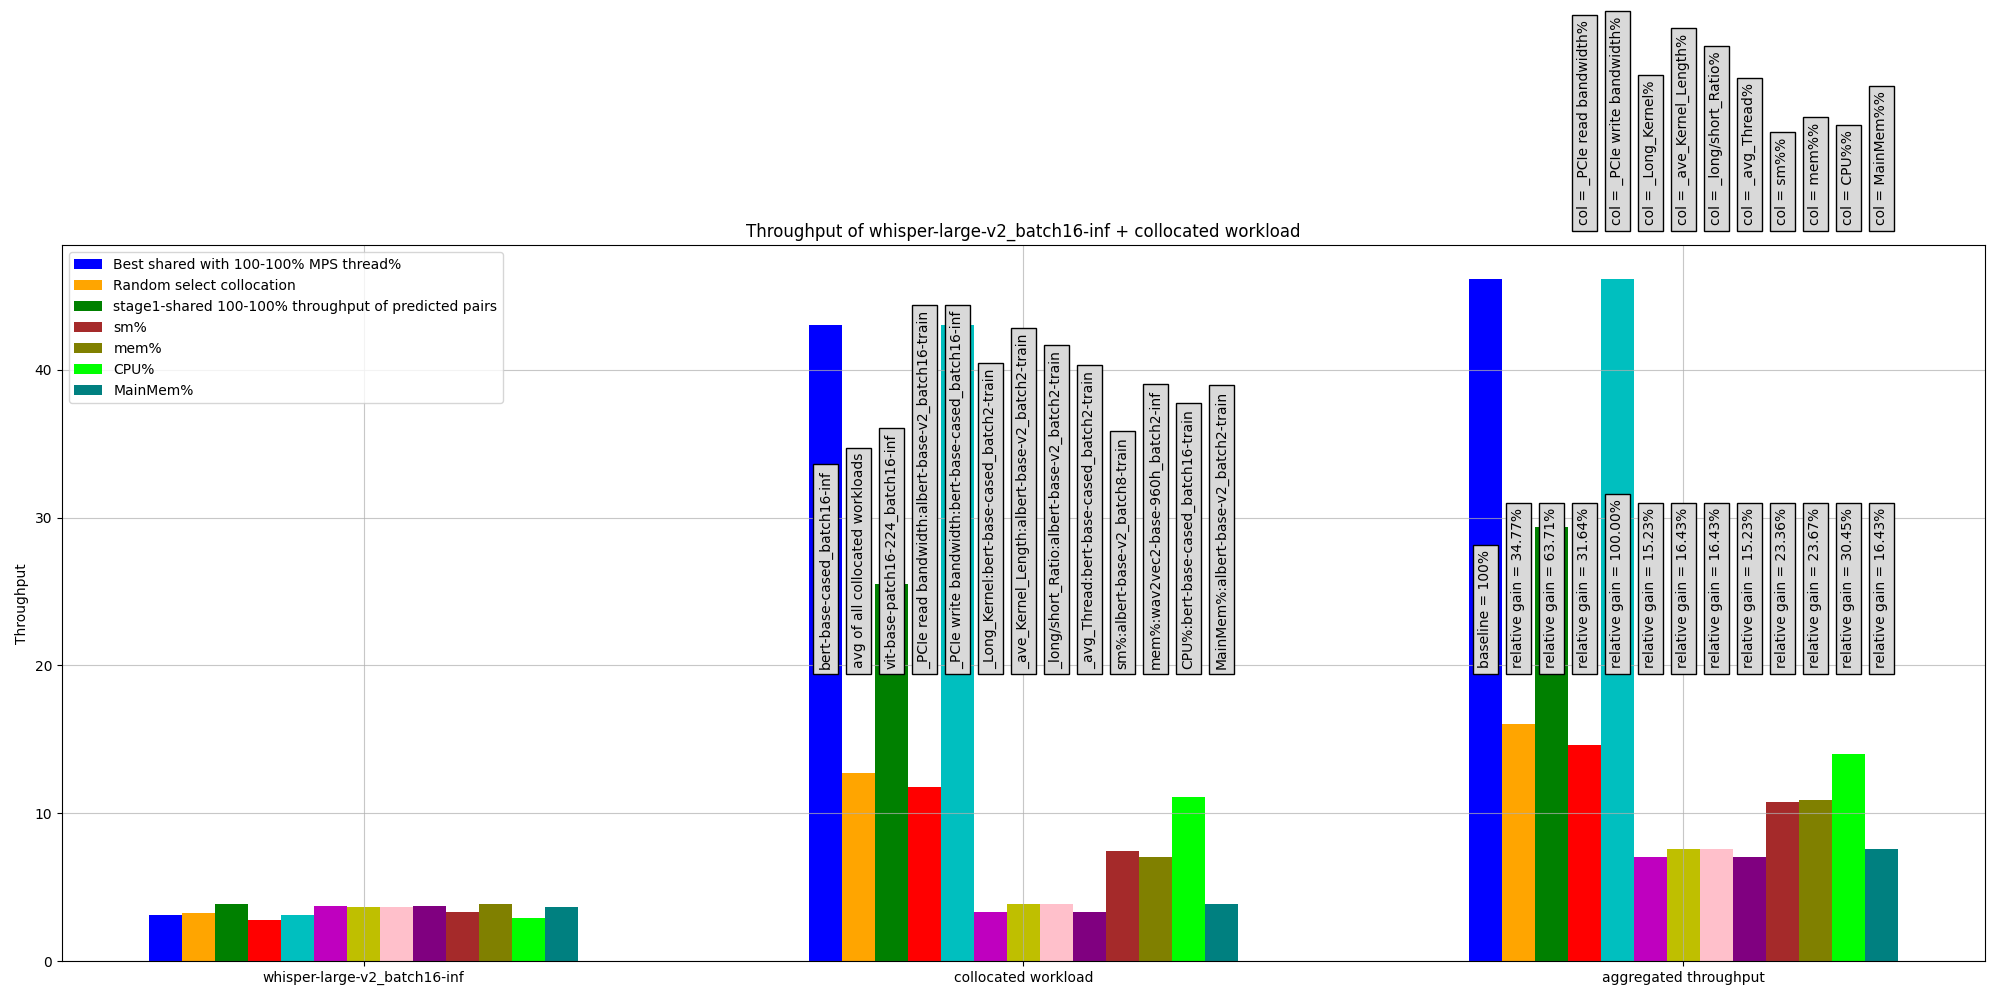 col = _PCIe read bandwidth%
col = _PCIe write bandwidth%
col = _Long_Kernel%
col = _ave_Kernel_Length%
col = _long/short_Ratio%
col = _avg_Thread%
col = sm%%
col = mem%%
col = CPU%%
col = MainMem%%
Throughput of whisper-large-v2_batch16-inf + collocated workload
Best shared with 100-100% MPS thread%
Random select collocation
stage1-shared 100-100% throughput of predicted pairs
sm%
mem%
CPU%
MainMem%
Throughput
40
30
20
10
0
bert-base-cased_batch16-inf
avg of all collocated workloads
vit-base-patch16-224_batch16-inf
_PCIe read bandwidth:albert-base-v2_batch16-train
_PCIe write bandwidth:bert-base-cased_batch16-inf
_Long_Kernel:bert-base-cased_batch2-train
_ave_Kernel_Length:albert-base-v2_batch2-train
_long/short_Ratio:albert-base-v2_batch2-train
_avg_Thread:bert-base-cased_batch2-train
sm%:albert-base-v2_batch8-train
mem%:wav2vec2-base-960h_batch2-inf
CPU%:bert-base-cased_batch16-train
MainMem%:albert-base-v2_batch2-train
baseline = 100%
relative gain = 34.77%
relative gain = 63.71%
relative gain = 31.64%
relative gain = 100.00%
relative gain = 15.23%
relative gain = 16.43%
relative gain = 16.43%
relative gain = 15.23%
relative gain = 23.36%
relative gain = 23.67%
relative gain = 30.45%
relative gain = 16.43%
whisper-large-v2_batch16-inf
collocated workload
aggregated throughput